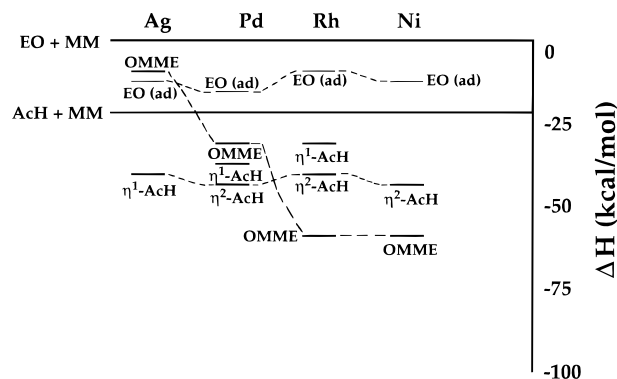 Ag Pd Rh Ni
EO + MM
0
OMME
EO (ad)
EO (ad)
EO (ad)
EO (ad)
AcH + MM
-25
OMME
η¹-AcH
η¹-AcH
η¹-AcH
η²-AcH
η²-AcH
η²-AcH
-50
OMME
OMME
-75
-100
ΔH (kcal/mol)